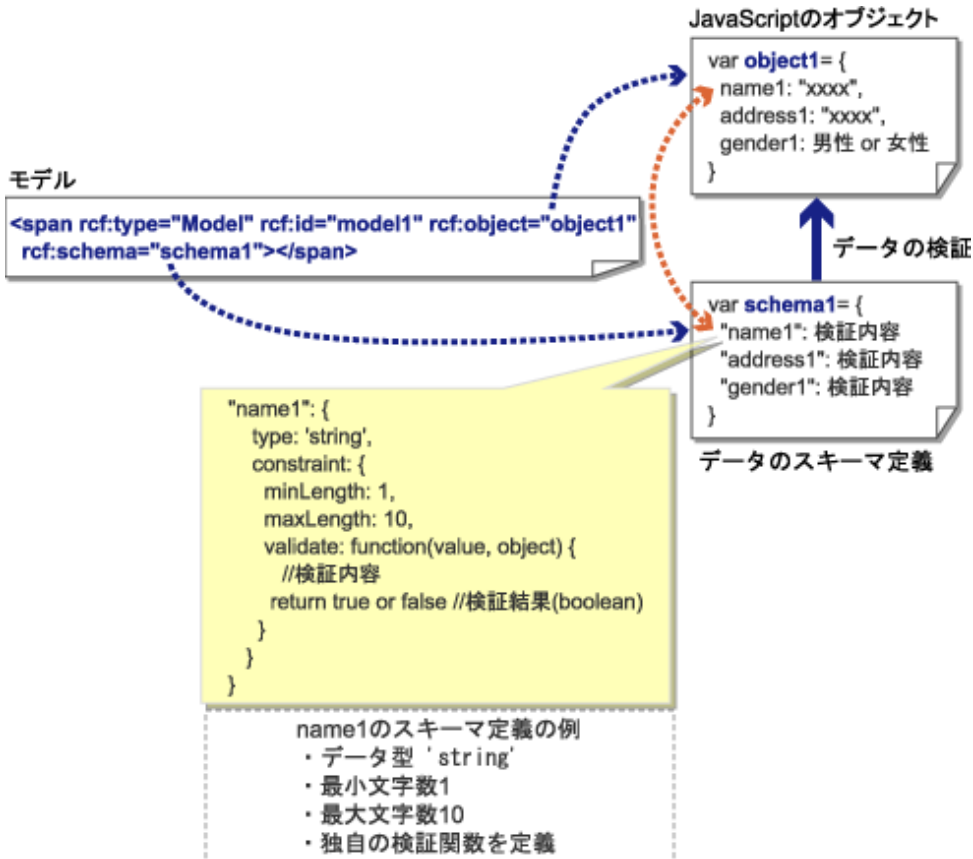 JavaScriptのオブジェクト
var object1= {
name1: "xxxx",
address1: "xxxx",
gender1: 男性 or 女性
}
モデル
<span rcf:type="Model" rcf:id="model1" rcf:object="object1"
rcf:schema="schema1"></span>
データの検証
var schema1= {
"name1": 検証内容
"address1": 検証内容
"gender1": 検証内容
}
データのスキーマ定義
"name1": {
type: 'string',
constraint: {
minLength: 1,
maxLength: 10,
validate: function(value, object) {
//検証内容
return true or false //検証結果(boolean)
}
}
}
name1のスキーマ定義の例
・データ型 'string'
・最小文字数1
・最大文字数10
・独自の検証関数を定義